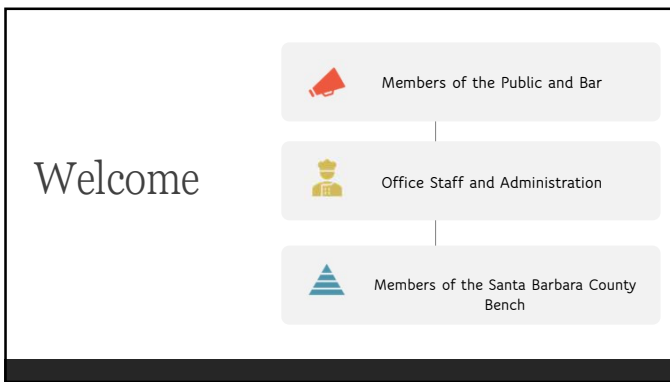 Welcome
Members of the Public and Bar
Office Staff and Administration
Members of the Santa Barbara County
Bench